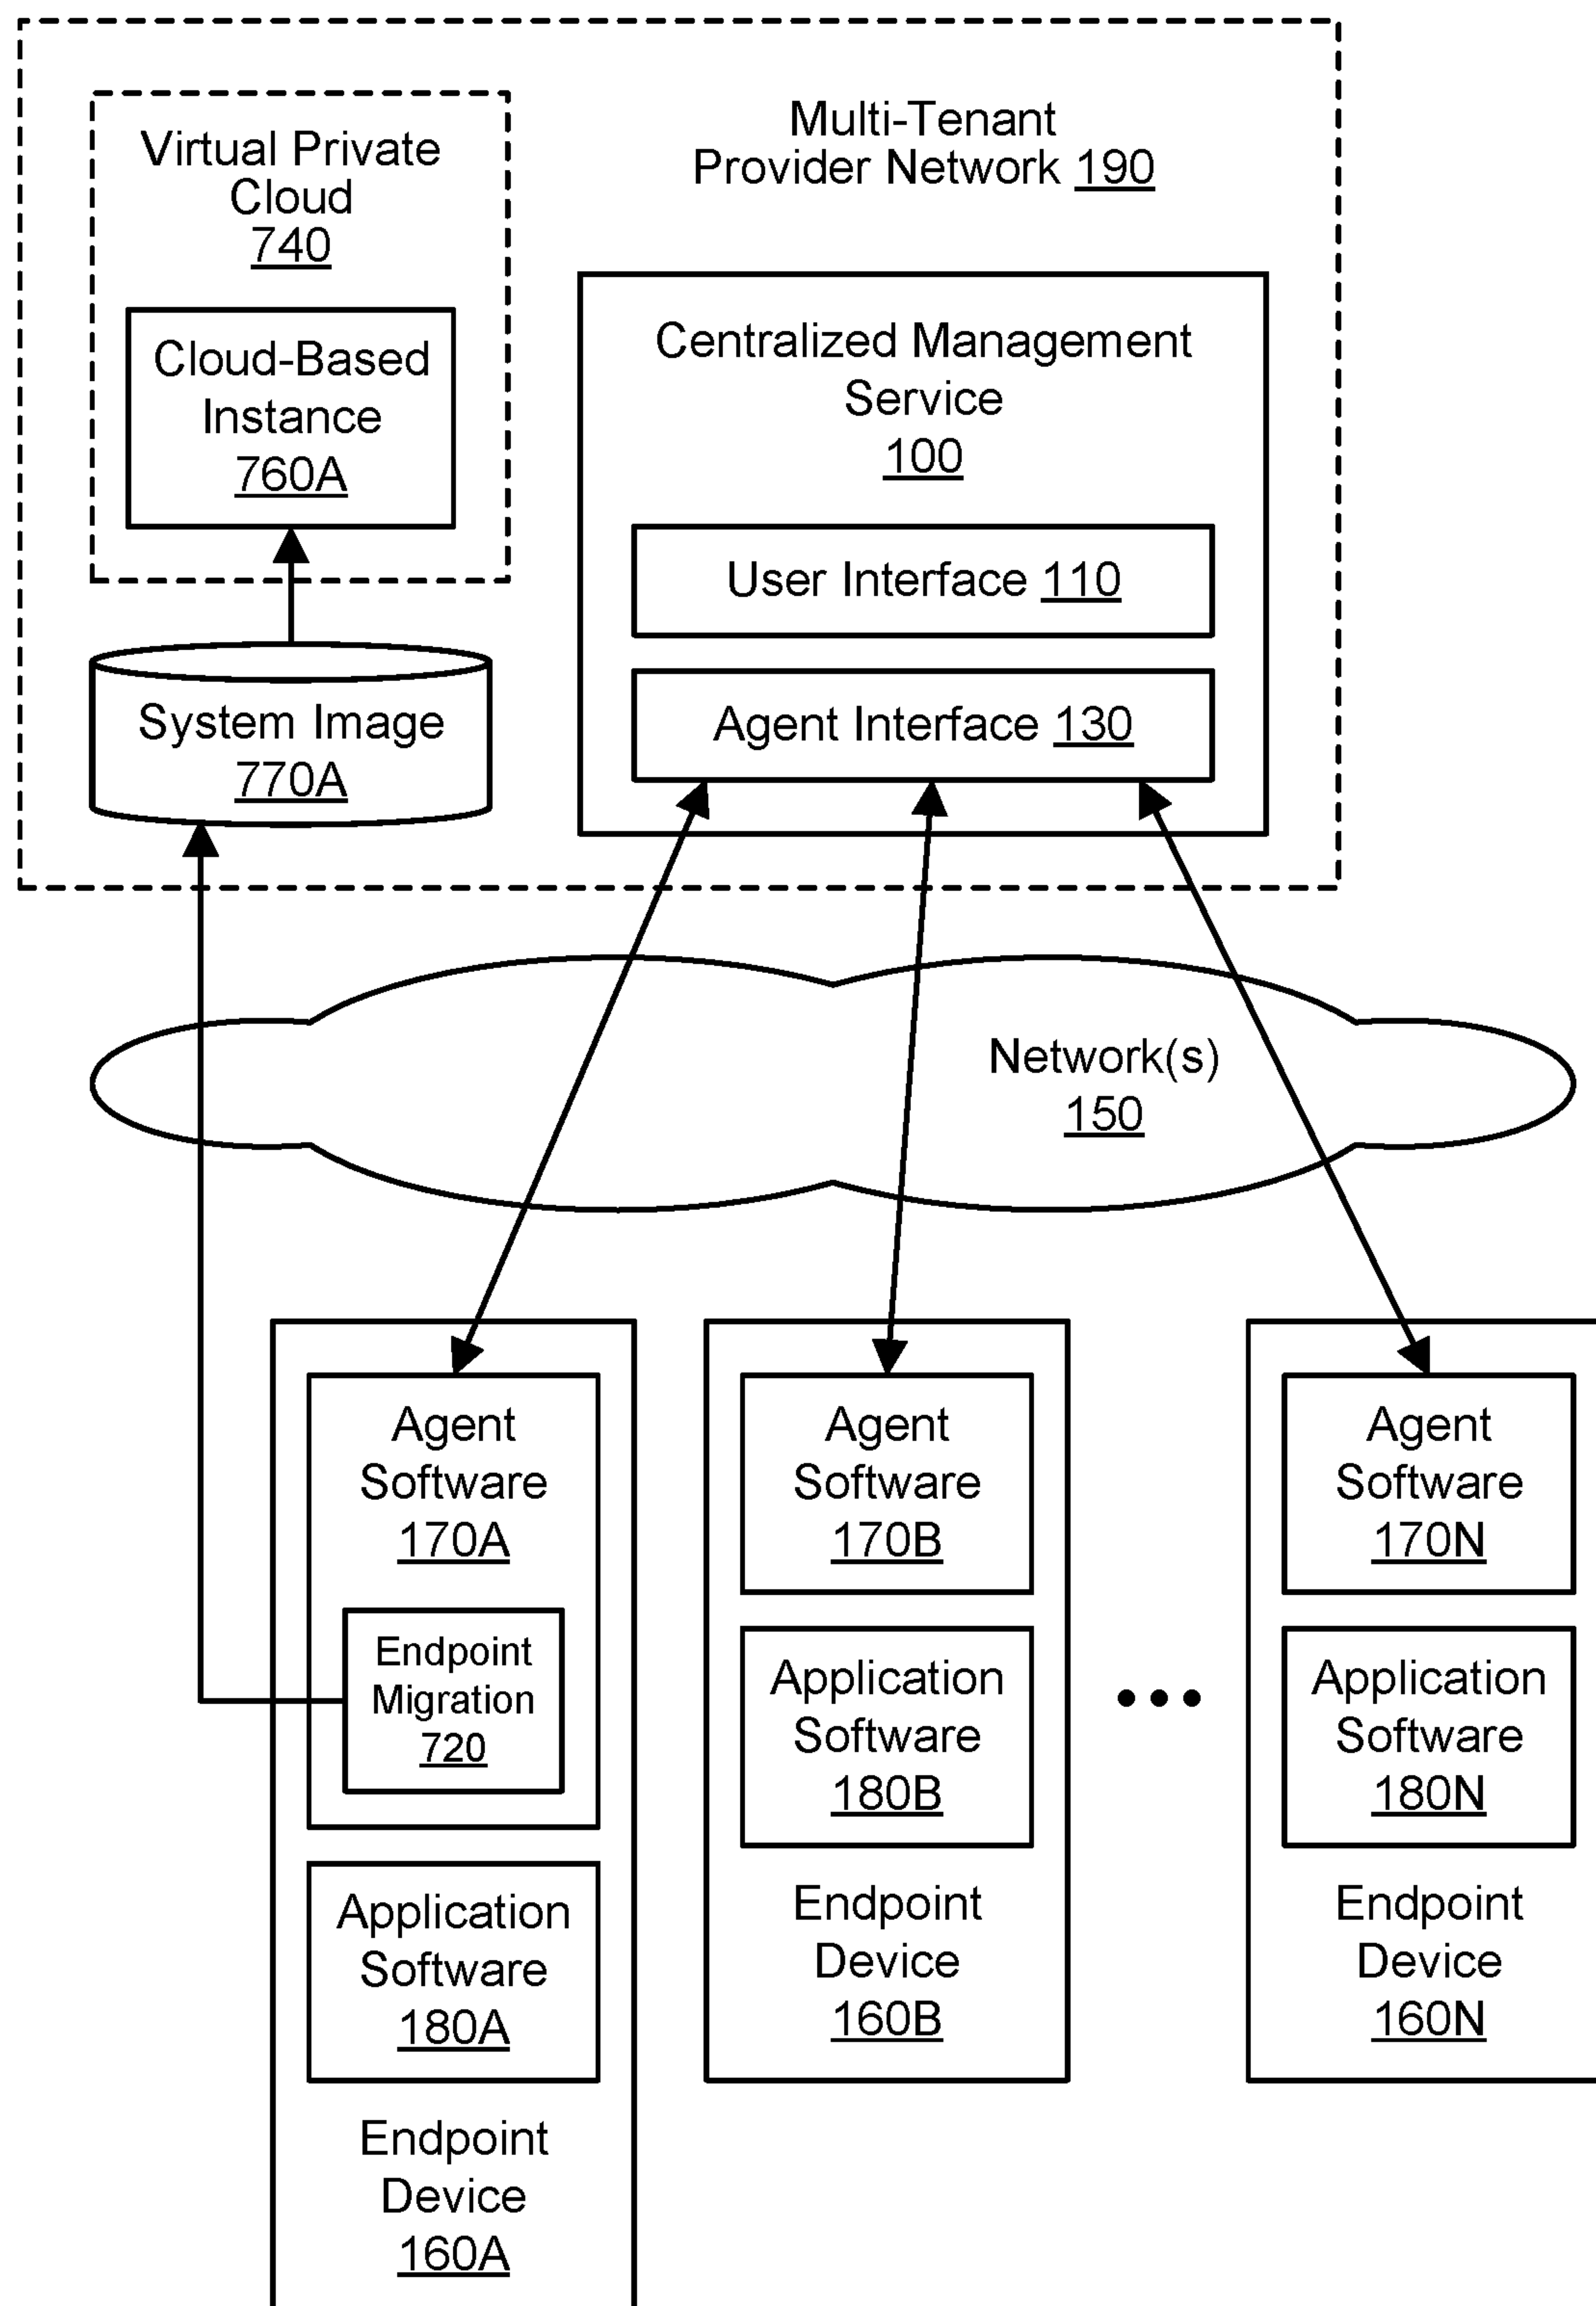 Multi-Tenant
Provider Network 190
Virtual Private
Cloud
740
Cloud-Based
Instance
760A
System Image
770A
Centralized Management
Service
100
User Interface 110
Agent Interface 130
Network(s)
150
Agent
Software
170A
Endpoint
Migration
720
Application
Software
180A
Endpoint
Device
160A
Agent
Software
170B
Application
Software
180B
Endpoint
Device
160B
Agent
Software
170N
Application
Software
180N
Endpoint
Device
160N